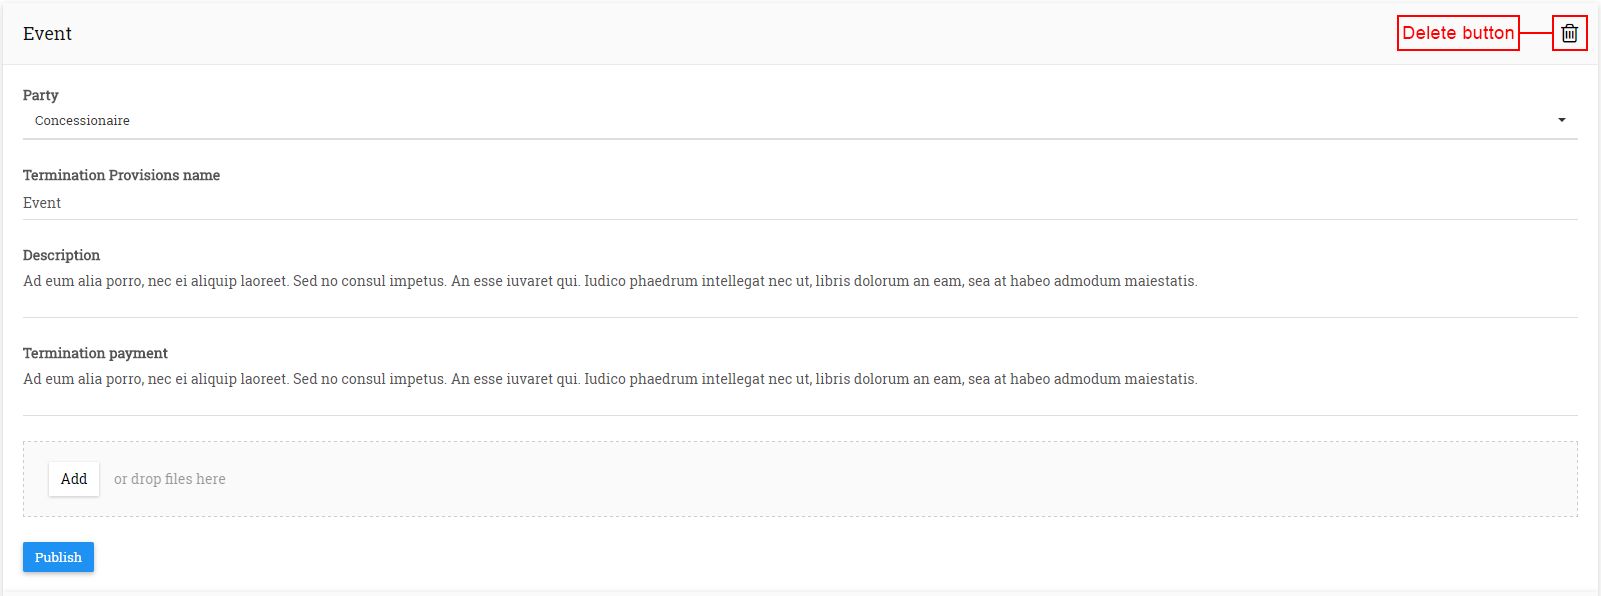 Event
Delete button
Party
Concessionaire
Termination Provisions name
Event
Description
Ad eum alia porro, nec ei aliquip laoreet. Sed no consul impetus. An esse iuvaret qui. Iudico phaedrum intellegat nec ut, libris dolorum an eam, sea at habeo admodum maiestatis.
Termination payment
Ad eum alia porro, nec ei aliquip laoreet. Sed no consul impetus. An esse iuvaret qui. Iudico phaedrum intellegat nec ut, libris dolorum an eam, sea at habeo admodum maiestatis.
Add or drop files here
Publish